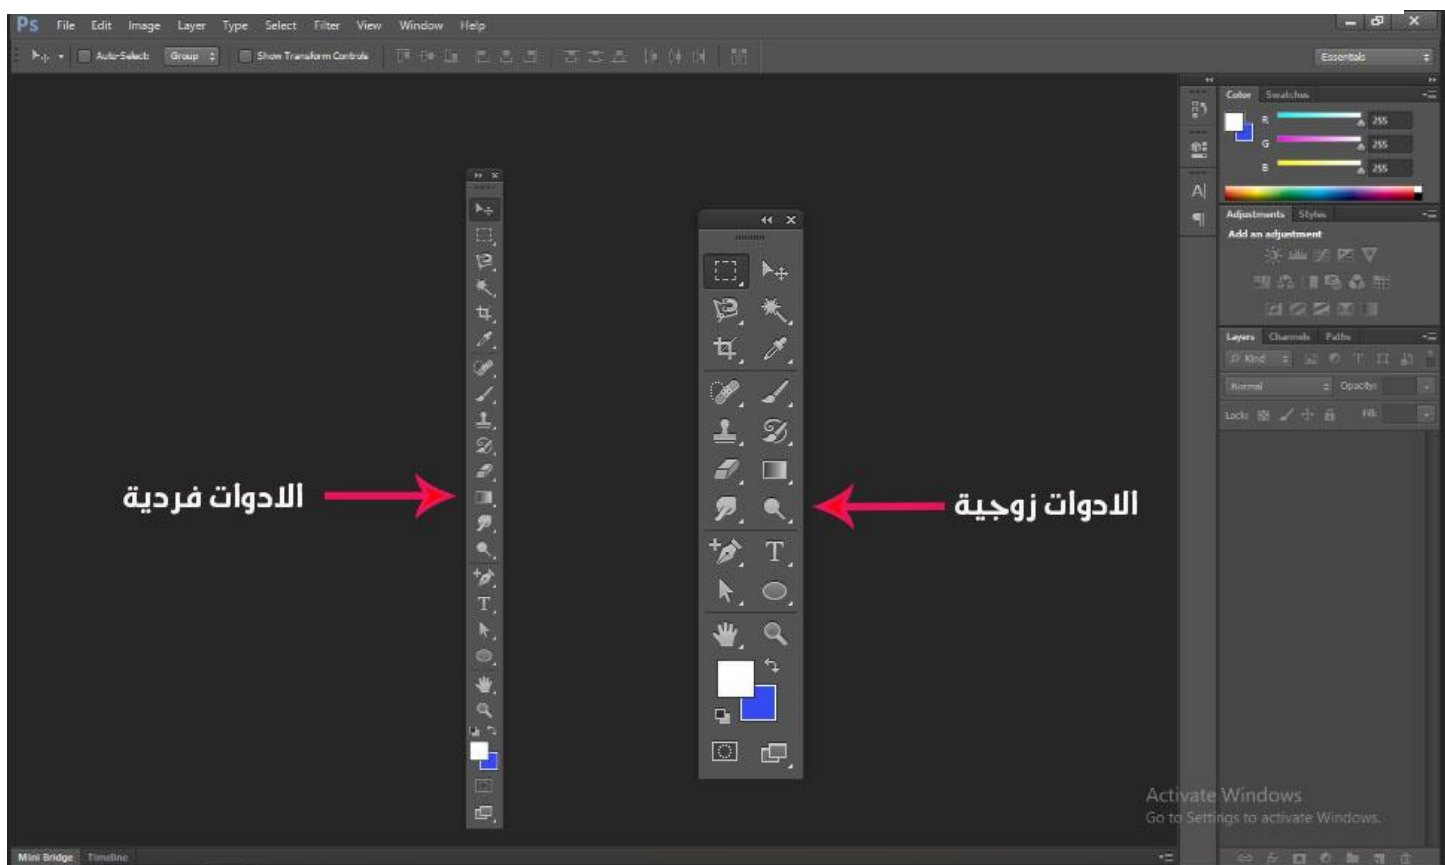 Ps File Edit Image Layer Type Select Filter View Window Help
Auto-Select: Group Show Transform Controls Essentials
Color Swatches
R 255
G 255
B 255
Adjustments Styles
Add an adjustment
Layers Channels Paths
Kind
Normal Opacity:
Lock: Fill:
الادوات فردية
الادوات زوجية
Activate Windows
Go to Settings to activate Windows.
Mini Bridge Timeline